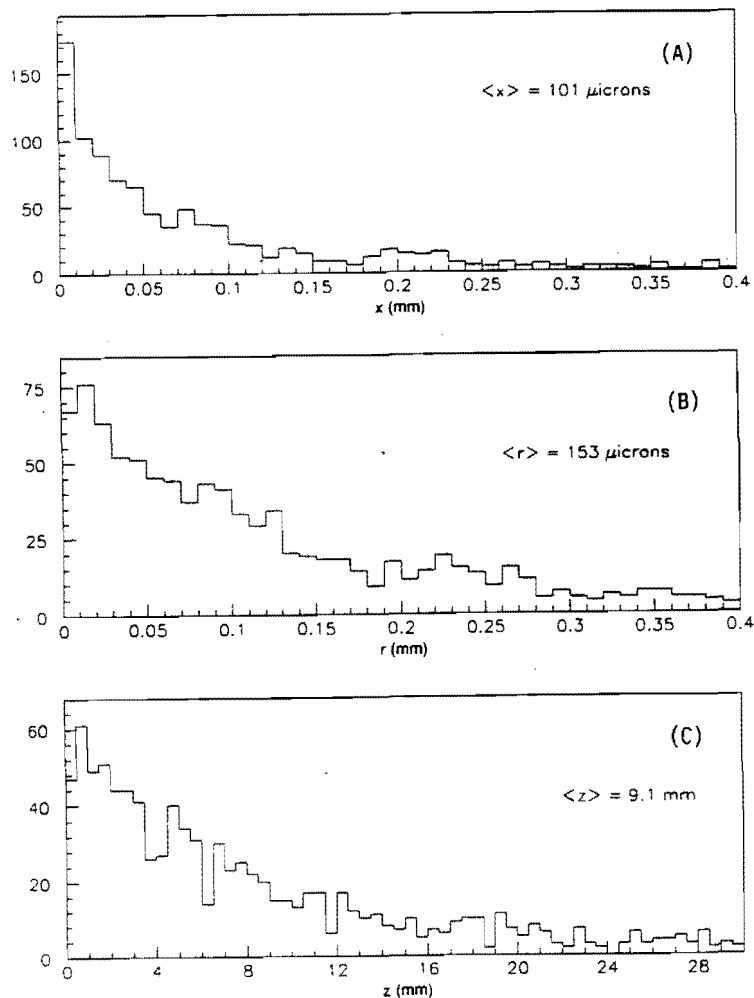 (A)
<x> = 101 μicrons
150
100
50
0
0 0.05 0.1 0.15 0.2 0.25 0.3 0.35 0.4
x (mm)
(B)
<r> = 153 μicrons
75
50
25
0
0 0.05 0.1 0.15 0.2 0.25 0.3 0.35 0.4
r (mm)
(C)
<z> = 9.1 mm
60
40
20
0
0 4 8 12 16 20 24 28
z (mm)